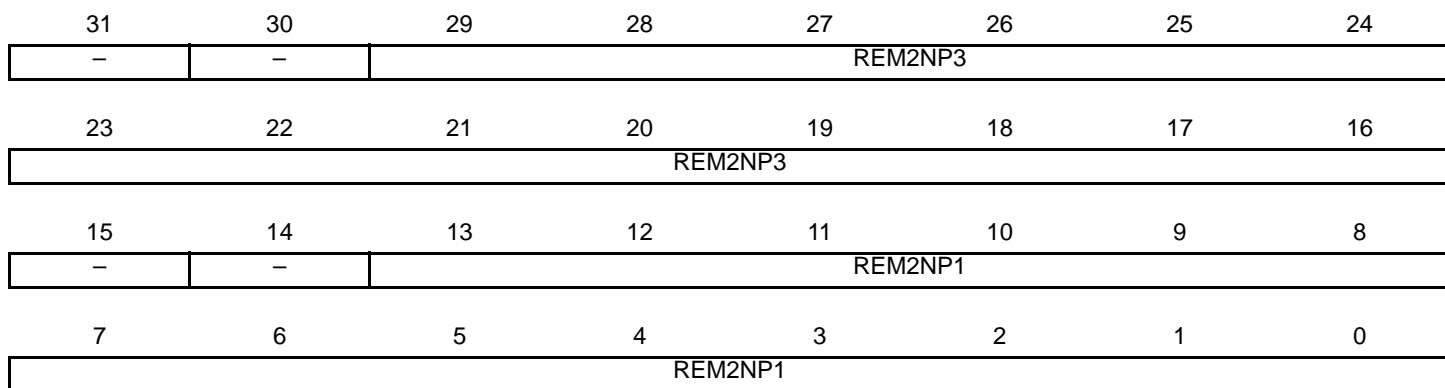 31 30 29 28 27 26 25 24
– – REM2NP3
23 22 21 20 19 18 17 16
REM2NP3
15 14 13 12 11 10 9 8
– – REM2NP1
7 6 5 4 3 2 1 0
REM2NP1